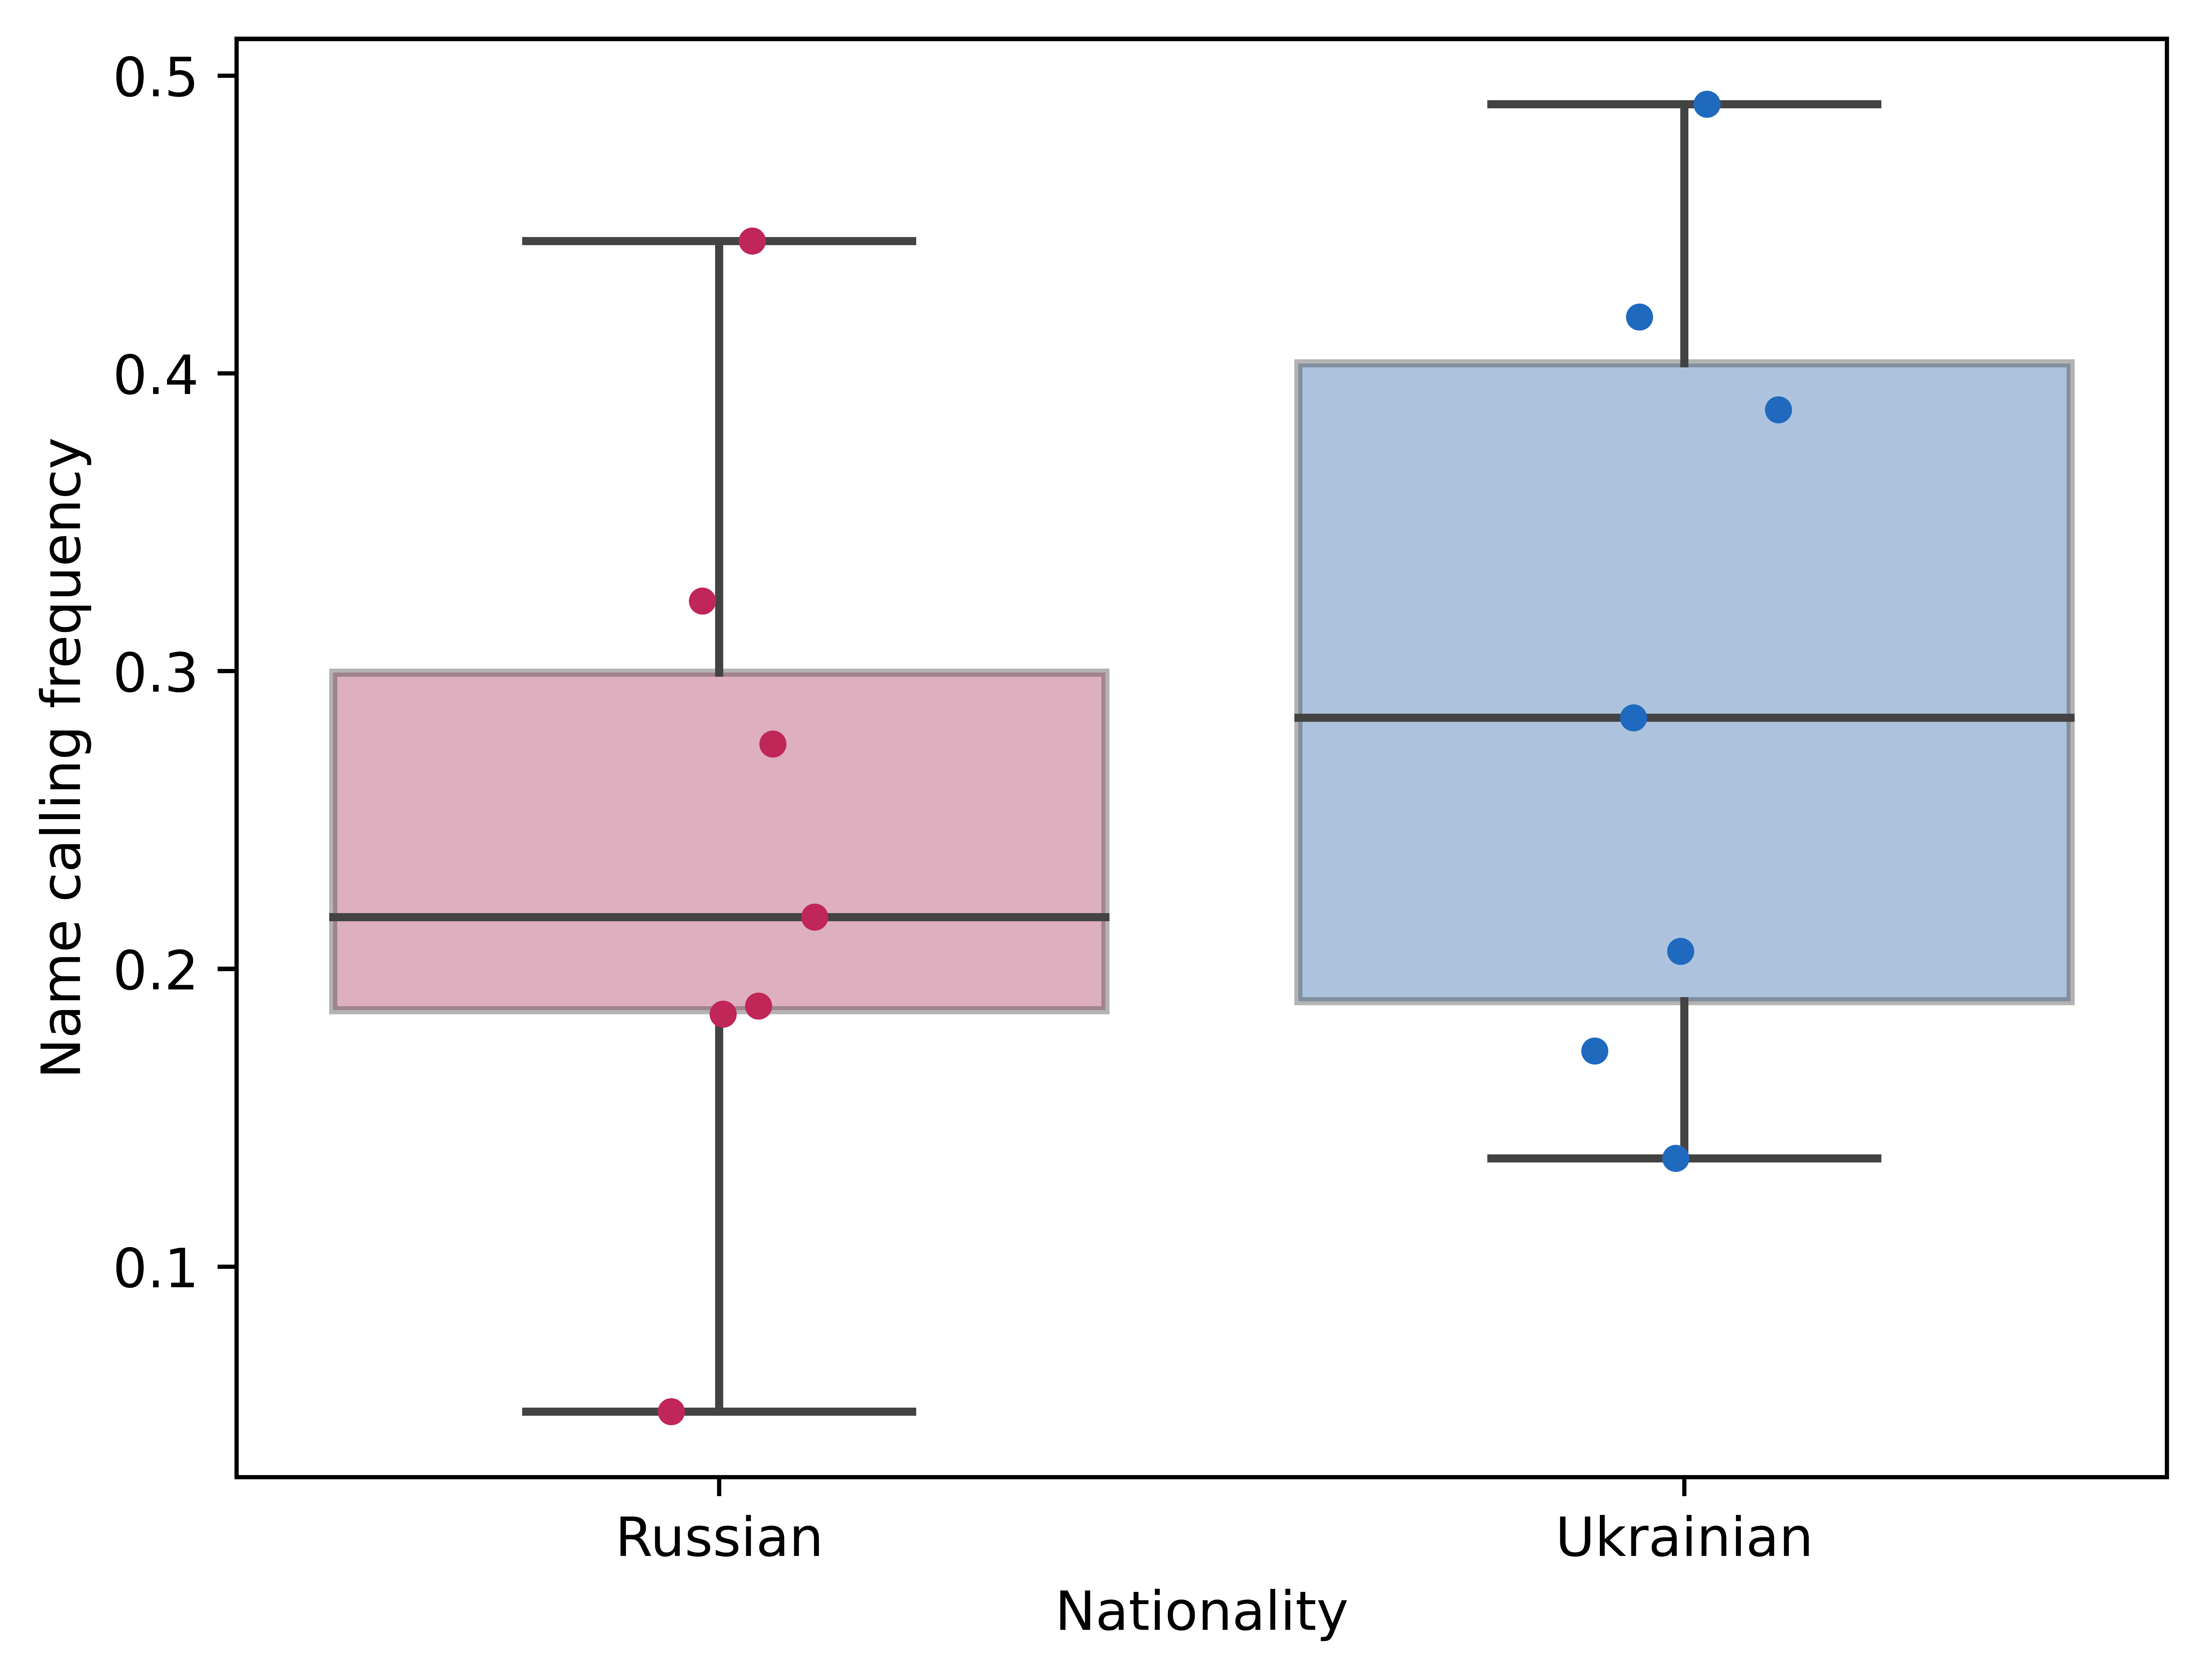 0.5
0.4
0.3
0.2
0.1
Name calling frequency
Russian
Ukrainian
Nationality